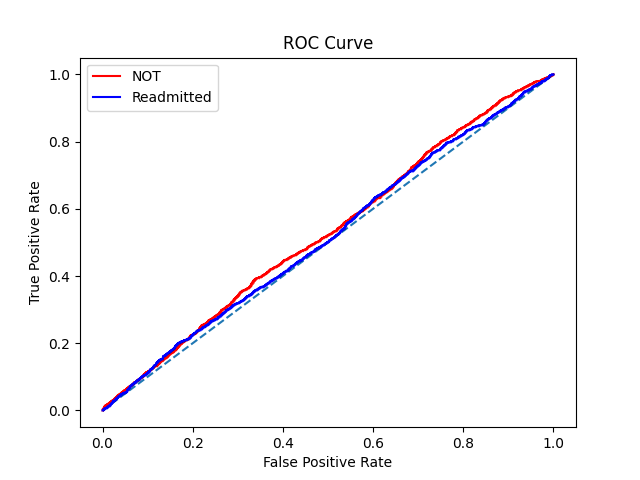 ROC Curve
NOT
Readmitted
True Positive Rate
1.0
0.8
0.6
0.4
0.2
0.0
0.0 0.2 0.4 0.6 0.8 1.0
False Positive Rate